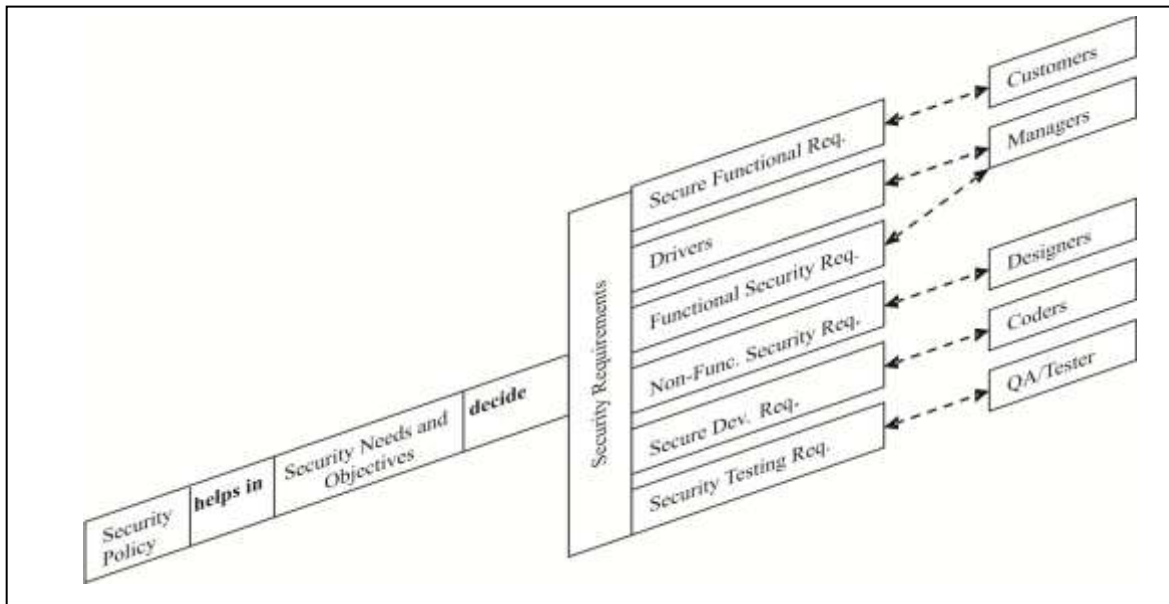 Security
Policy
helps in
Security Needs and
Objectives
decide
Security Requirements
Secure Functional Req.
Drivers
Functional Security Req.
Non-Func. Security Req.
Secure Dev. Req.
Security Testing Req.
Customers
Managers
Designers
Coders
QA/Tester